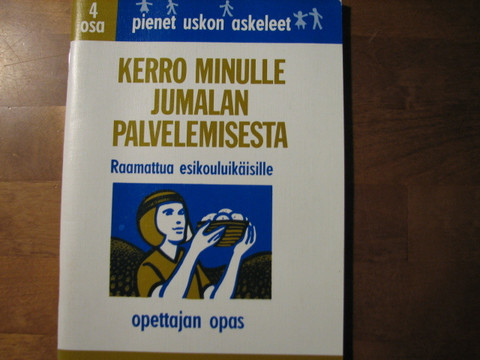 4
osa
pienet uskon askeleet
KERRO MINULLE
JUMALAN
PALVELEMISESTA
Raamattua esikouluikäisille
opettajan opas